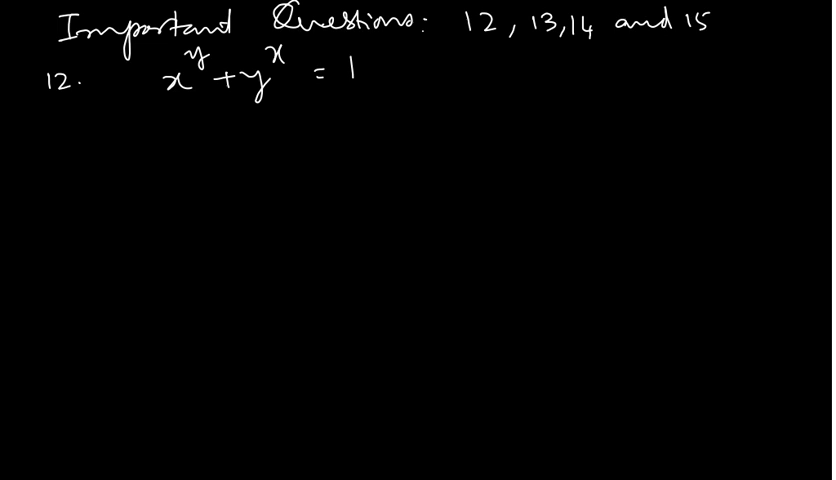 Important Questions: 12, 13, 14 and 15
12. x^y + y^x = 1